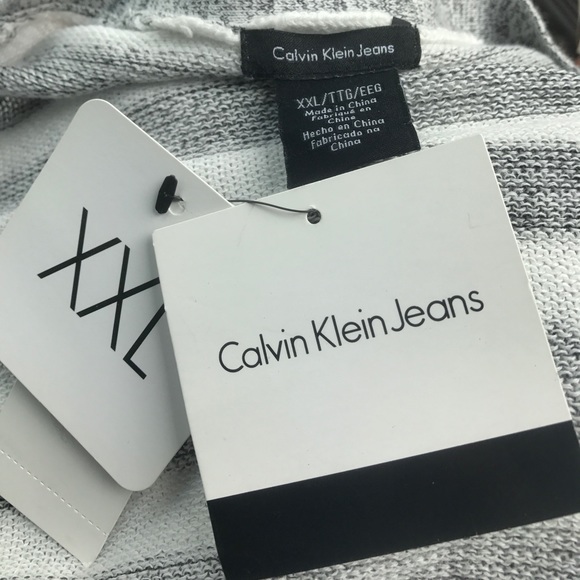 Calvin Klein Jeans
XXL/TTG/EEG
Made in China
Fabriqué en
Chine
Hecho en China
Fabricado na
China
XXL
Calvin Klein Jeans